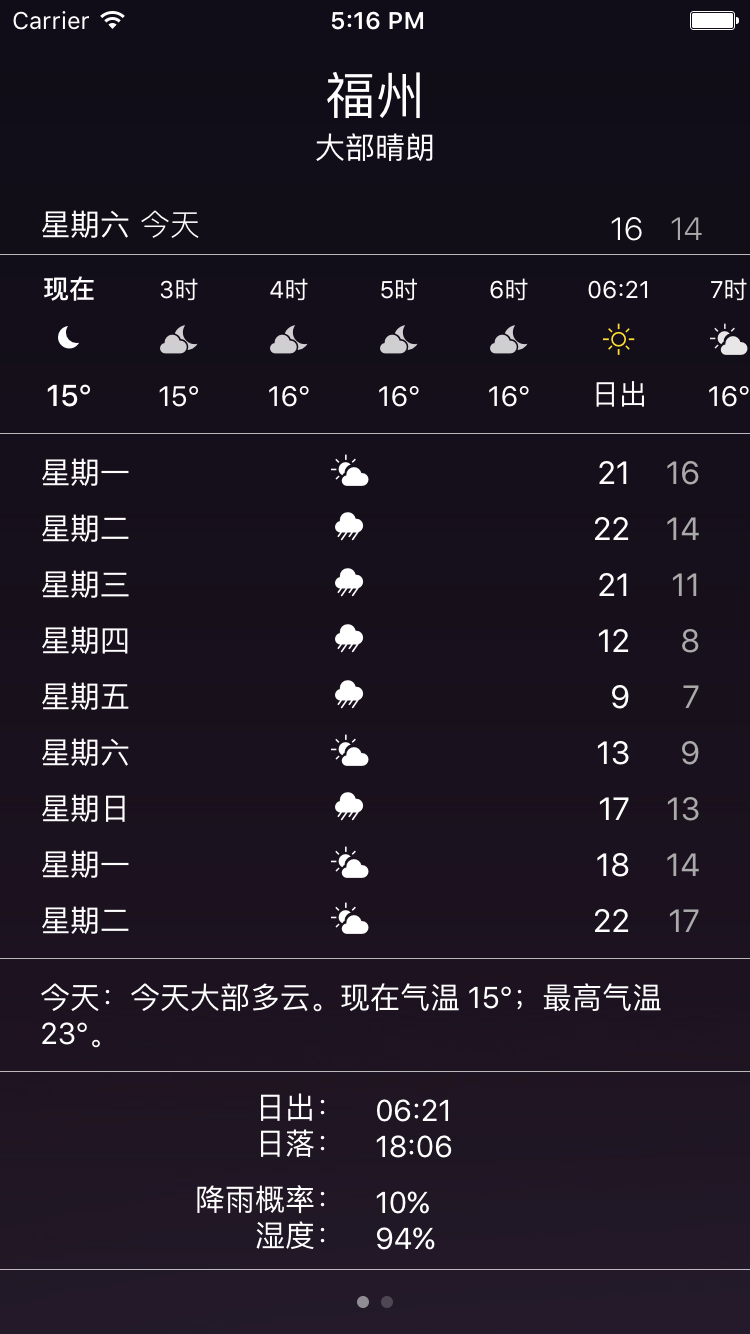 Carrier 5:16 PM
福州
大部晴朗
星期六 今天 16 14
现在 3时 4时 5时 6时 06:21 7时
15° 15° 16° 16° 16° 日出 16°
星期一 21 16
星期二 22 14
星期三 21 11
星期四 12 8
星期五 9 7
星期六 13 9
星期日 17 13
星期一 18 14
星期二 22 17
今天：今天大部多云。现在气温 15°；最高气温
23°。
日出： 06:21
日落： 18:06
降雨概率： 10%
湿度： 94%